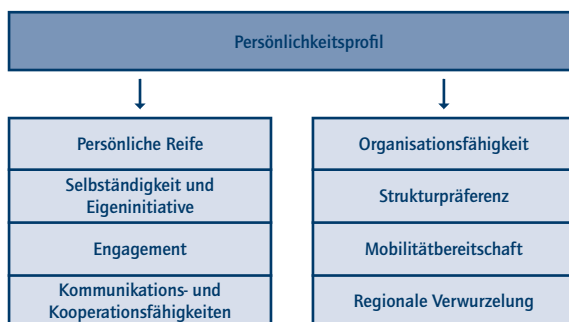 Persönlichkeitsprofil
Persönliche Reife
Selbständigkeit und
Eigeninitiative
Engagement
Kommunikations- und
Kooperationsfähigkeiten
Organisationsfähigkeit
Strukturpräferenz
Mobilitätbereitschaft
Regionale Verwurzelung